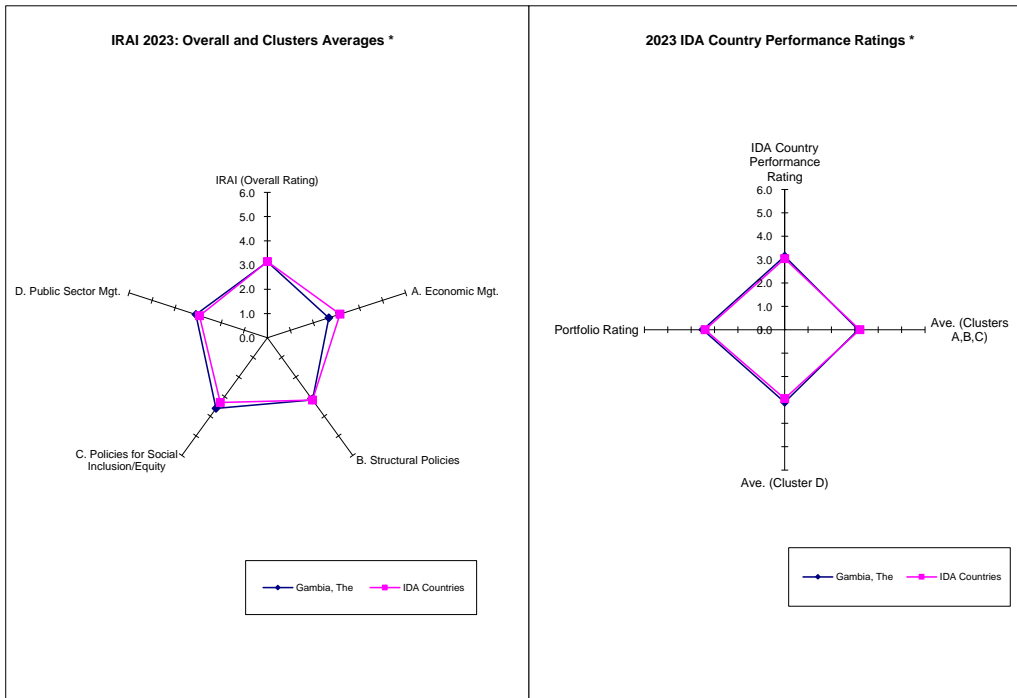 IRAI 2023: Overall and Clusters Averages *
IRAI (Overall Rating)
6.0
5.0
4.0
3.0
2.0
1.0
0.0
A. Economic Mgt.
B. Structural Policies
C. Policies for Social
Inclusion/Equity
D. Public Sector Mgt.
Gambia, The
IDA Countries
2023 IDA Country Performance Ratings *
IDA Country
Performance
Rating
6.0
5.0
4.0
3.0
2.0
1.0
0.0
Ave. (Clusters
A,B,C)
Ave. (Cluster D)
Portfolio Rating
Gambia, The
IDA Countries